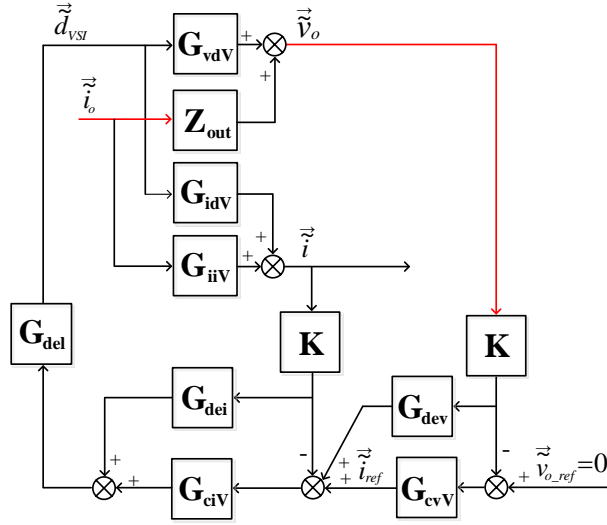 d̃_VSI
G_vdV
+
+
ṽ_o
ĩ_o
Z_out
G_idV
+
G_iiV
+
ĩ
G_del
K
K
G_dei
G_dev
+
+
G_ciV
-
+
+
ĩ_ref
G_cvV
-
+
ṽ_o_ref=0